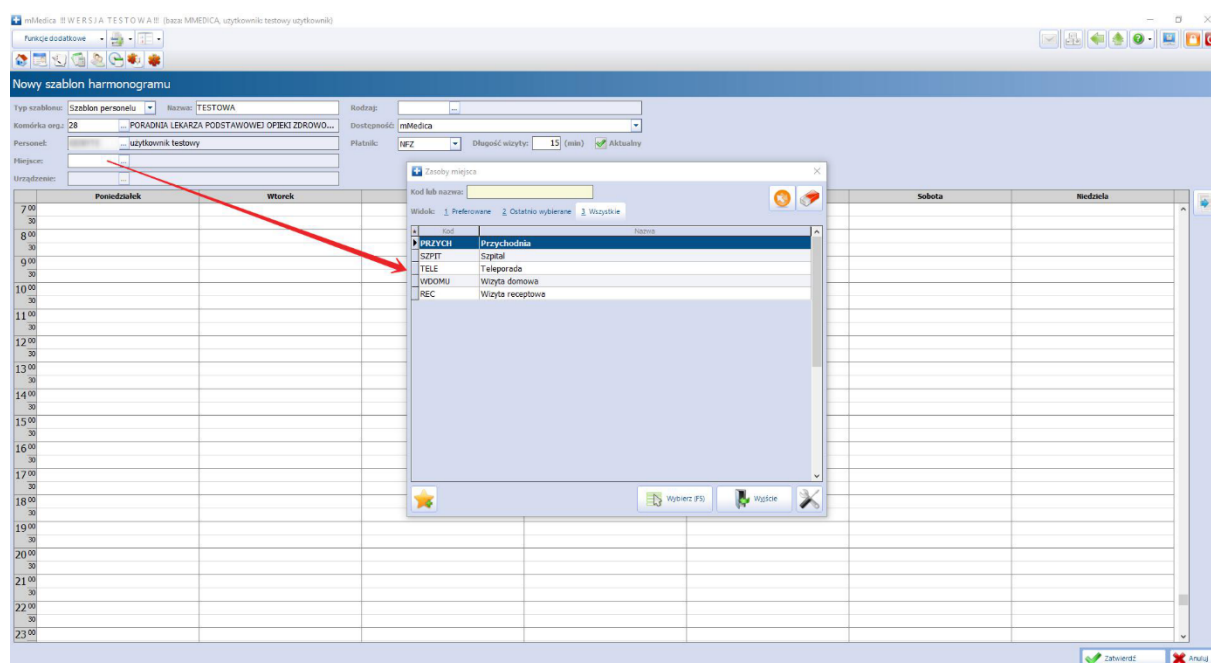 mMedica !!! W E R S J A T E S T O W A !!! (baza: MMEDICA, użytkownik: testowy użytkownik)
Funkcje dodatkowe
Nowy szablon harmonogramu
Typ szablonu: Szablon personelu Nazwa: TESTOWA Rodzaj: ...
Komórka org.: 28 ... PORADNIA LEKARZA PODSTAWOWEJ OPIEKI ZDROWO... Dostępność: mMedica
Personel: ... użytkownik testowy Płatnik: NFZ Długość wizyty: 15 (min) Aktualny
Miejsce: ...
Urządzenie: ...
Poniedziałek Wtorek Sobota Niedziela
Zasoby miejsca
Kod lub nazwa:
Widok: 1 Preferowane 2 Ostatnio wybierane 3 Wszystkie
Kod Nazwa
PRZYCH Przychodnia
SZPIT Szpital
TELE Teleporada
WDOMU Wizyta domowa
REC Wizyta receptowa
Wybierz (F5) Wyjście
7 00
30
8 00
30
9 00
30
10 00
30
11 00
30
12 00
30
13 00
30
14 00
30
15 00
30
16 00
30
17 00
30
18 00
30
19 00
30
20 00
30
21 00
30
22 00
30
23 00
Zatwierdź Anuluj